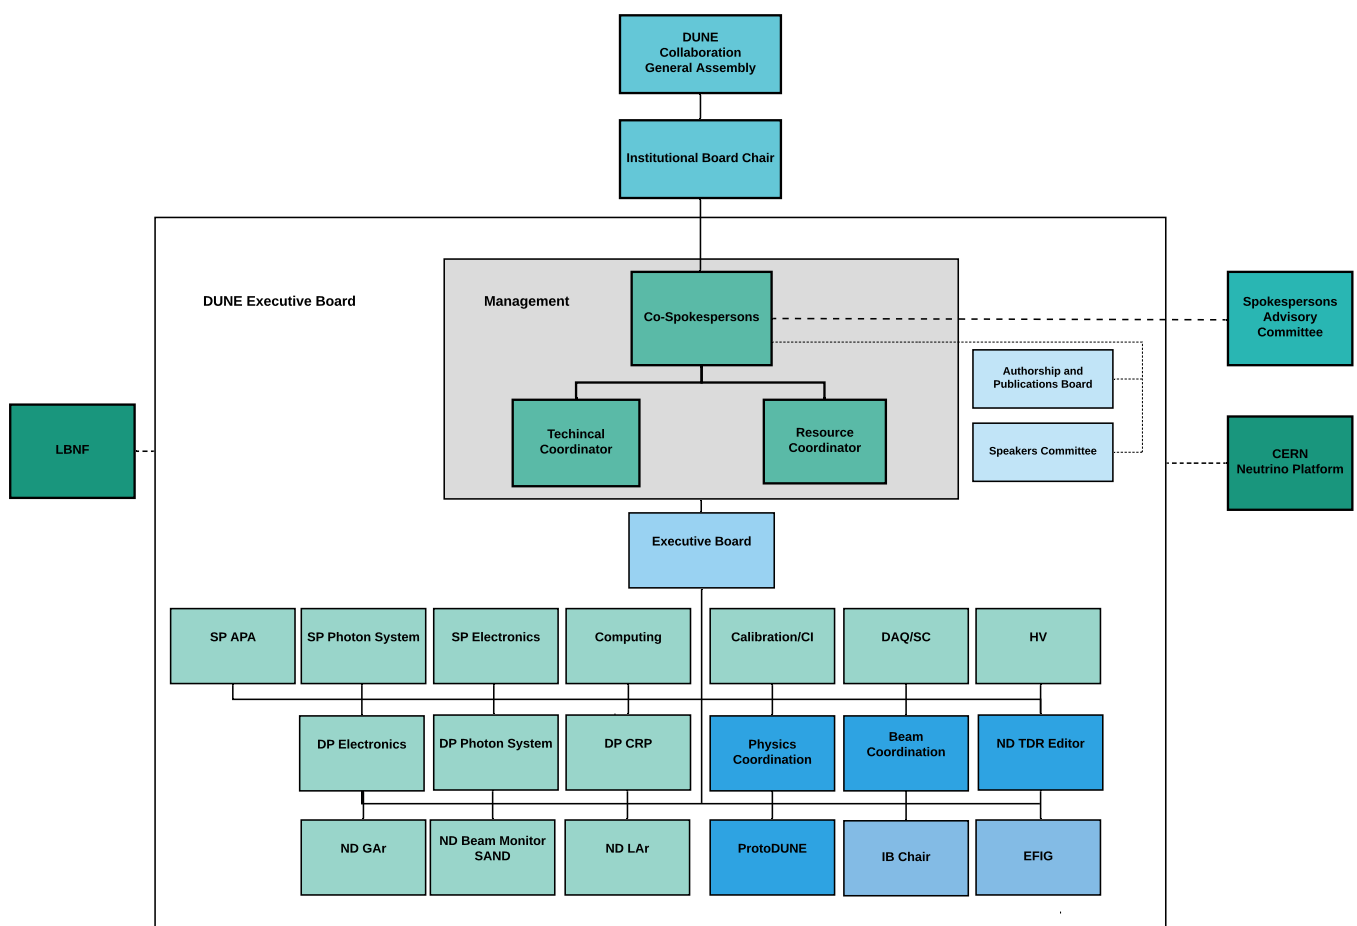 DUNE
Collaboration
General Assembly
Institutional Board Chair
DUNE Executive Board
Management
Co-Spokespersons
Spokespersons
Advisory
Committee
Authorship and
Publications Board
Techincal
Coordinator
Resource
Coordinator
Speakers Committee
LBNF
CERN
Neutrino Platform
Executive Board
SP APA
SP Photon System
SP Electronics
Computing
Calibration/CI
DAQ/SC
HV
DP Electronics
DP Photon System
DP CRP
Physics
Coordination
Beam
Coordination
ND TDR Editor
ND GAr
ND Beam Monitor
SAND
ND LAr
ProtoDUNE
IB Chair
EFIG